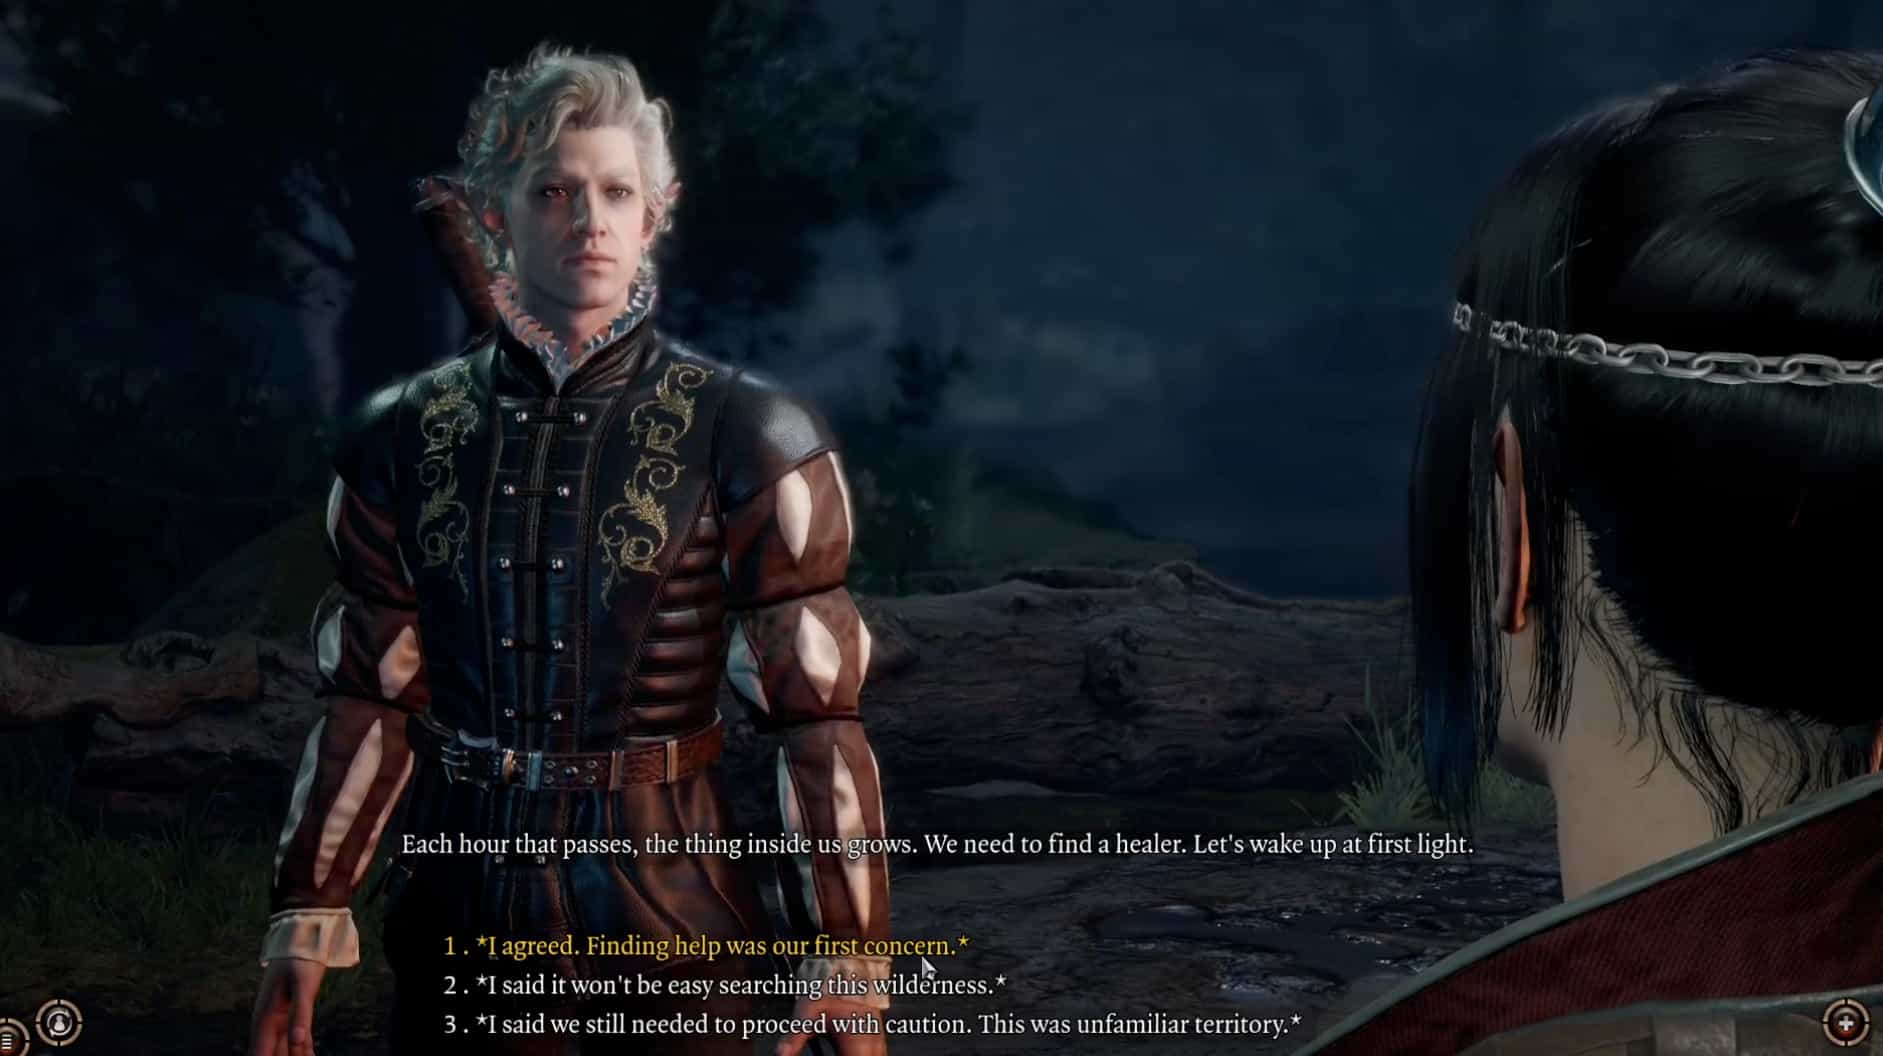 Each hour that passes, the thing inside us grows. We need to find a healer. Let's wake up at first light.
1. *I agreed. Finding help was our first concern.*
2. *I said it won't be easy searching this wilderness.*
3. *I said we still needed to proceed with caution. This was unfamiliar territory.*